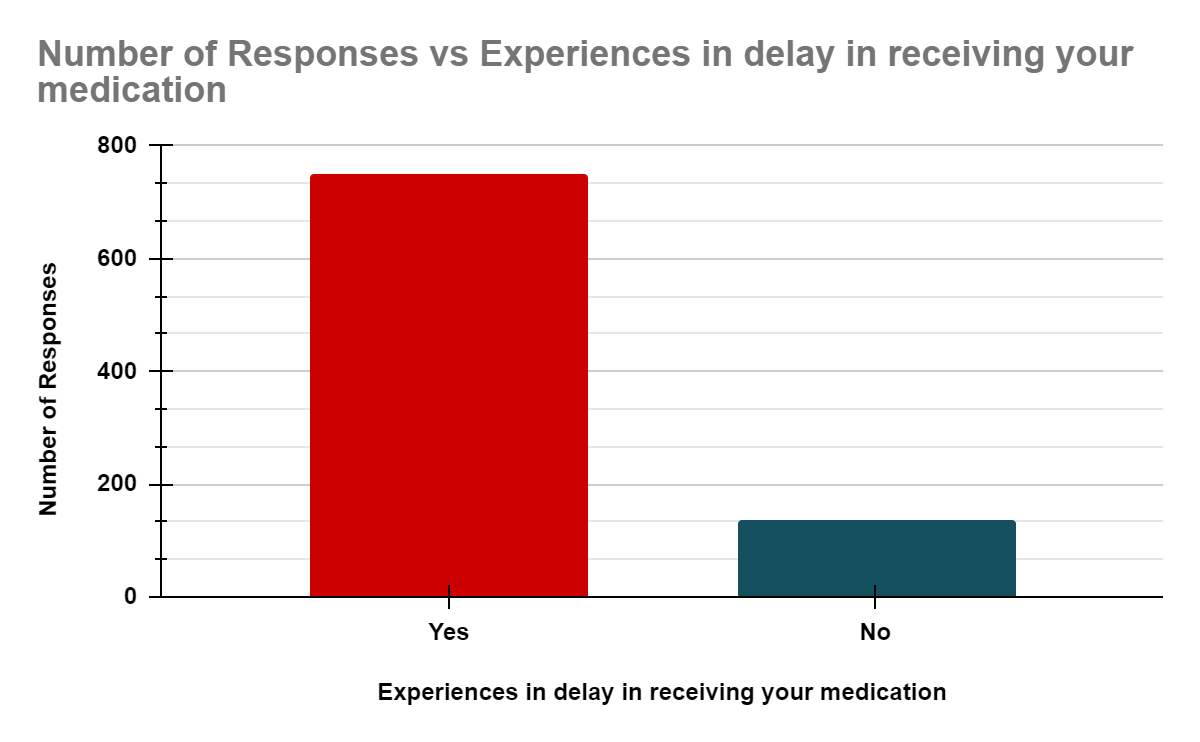 Number of Responses vs Experiences in delay in receiving your
medication
800
600
400
200
0
Number of Responses
Yes
No
Experiences in delay in receiving your medication